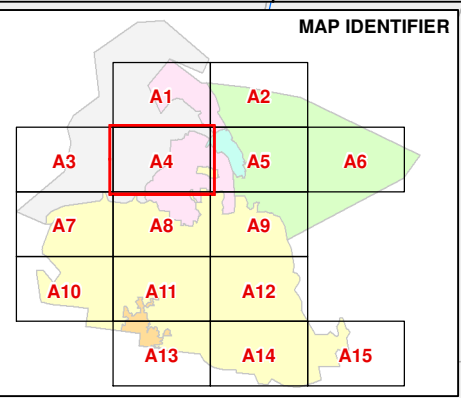 MAP IDENTIFIER
A1 A2
A3 A4 A5 A6
A7 A8 A9
A10 A11 A12
A13 A14 A15